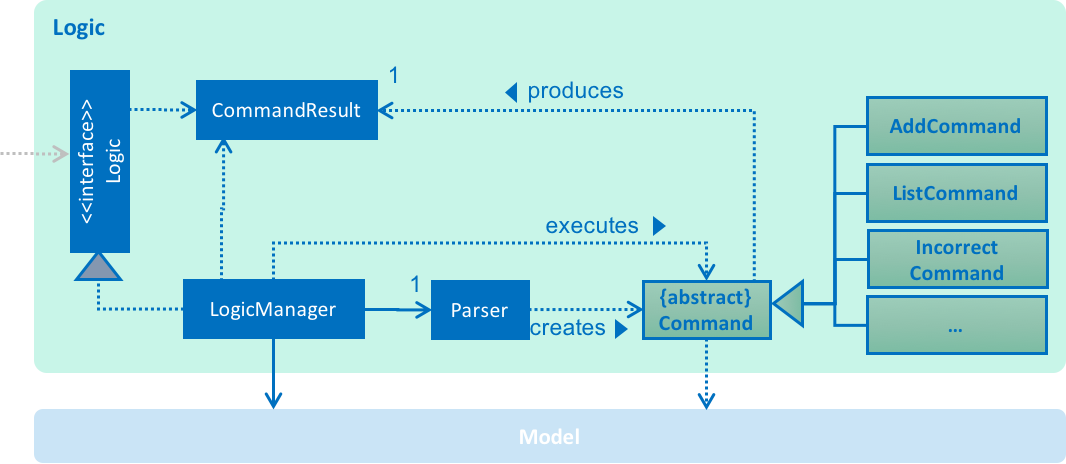 Logic
<<interface>>
Logic
CommandResult
1
◀ produces
AddCommand
ListCommand
Incorrect
Command
...
executes ▶
LogicManager
1
Parser
creates ▶
{abstract}
Command
Model